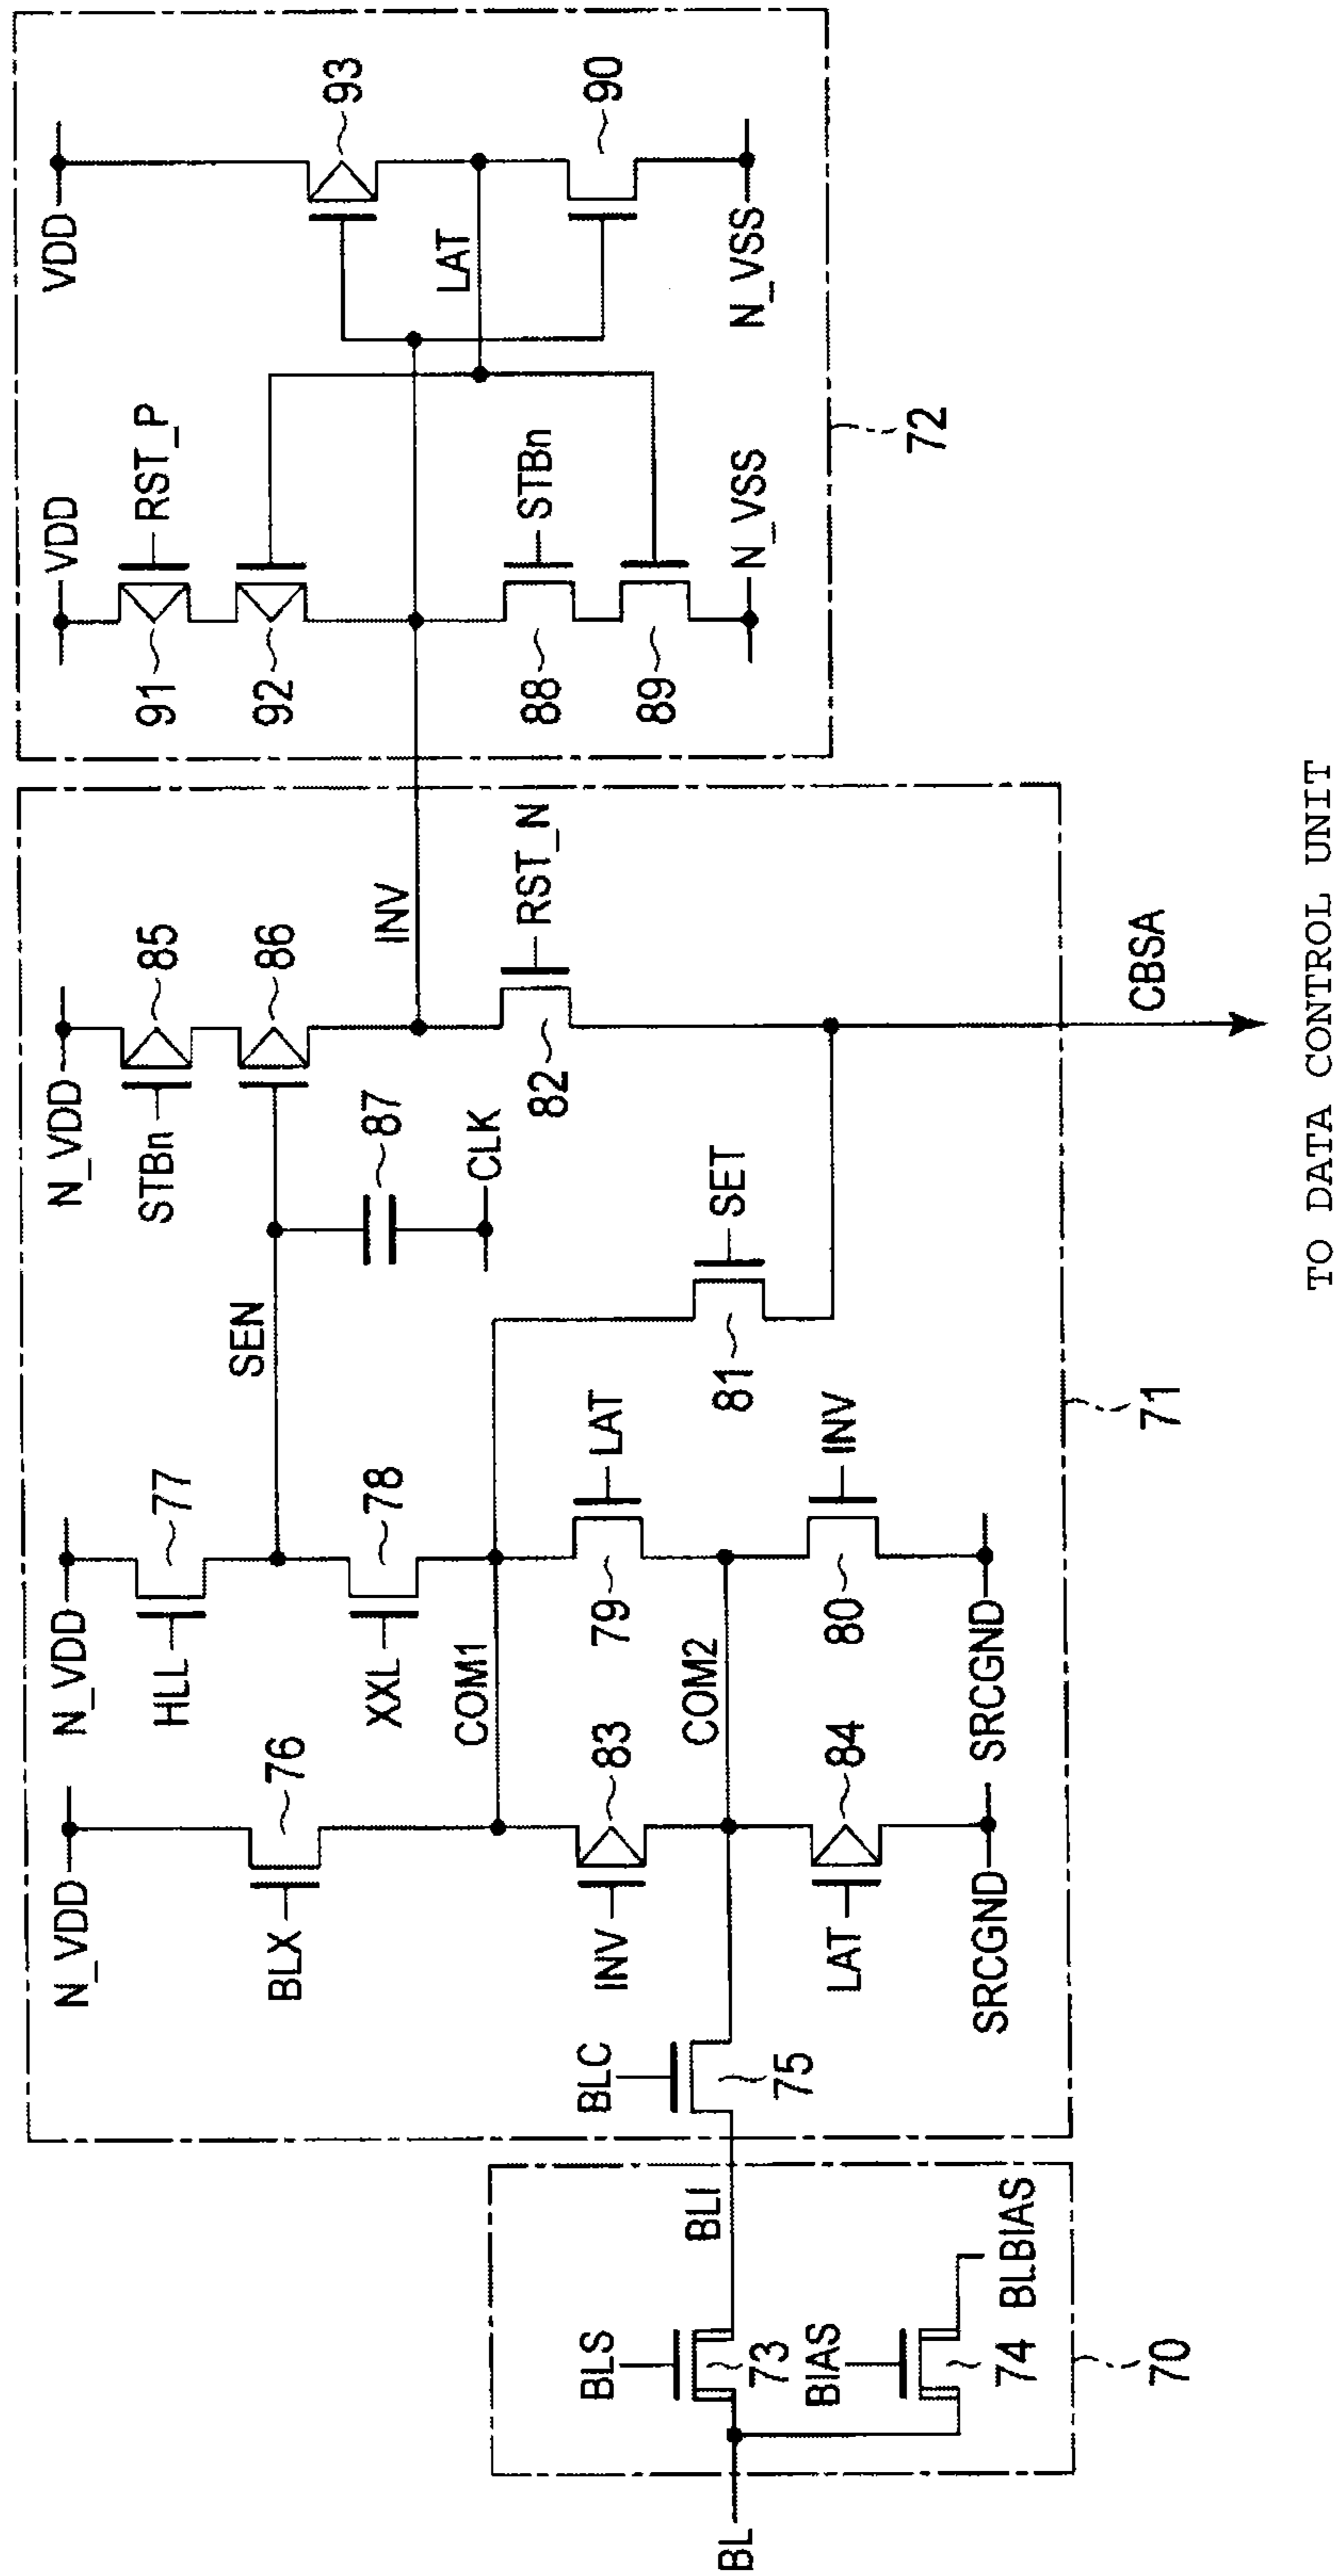 N_VDD
N_VDD
N_VDD
VDD
VDD
HLL
77
STBn
85
91
RST_P
SEN
BLX
76
86
92
93
XXL
78
87
INV
LAT
COM1
CLK
82
RST_N
88
STBn
BLS
BLC
INV
83
79
LAT
90
89
BLI
COM2
81
SET
N_VSS
N_VSS
BL
73
75
BIAS
LAT
84
80
INV
72
74
BLBIAS
SRCGND
SRCGND
70
71
CBSA
TO DATA CONTROL UNIT